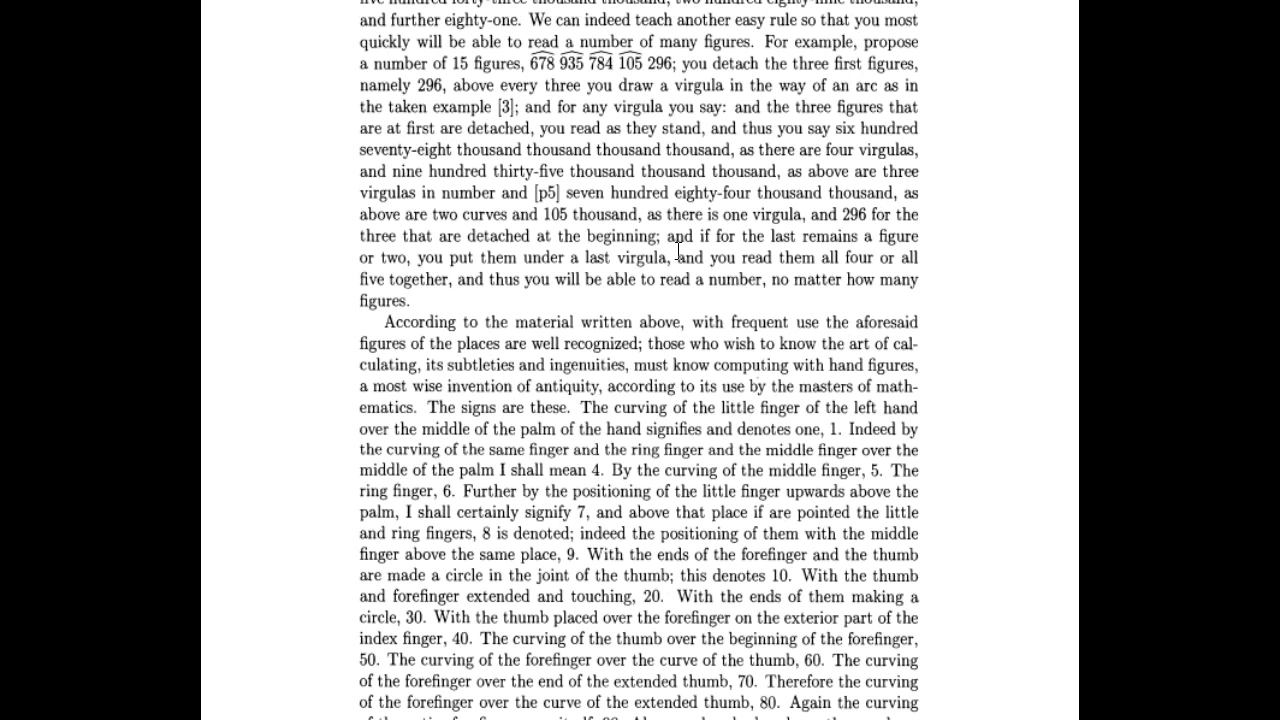 five hundred forty-three thousand thousand, two hundred eighty-nine thousand,
and further eighty-one. We can indeed teach another easy rule so that you most
quickly will be able to read a number of many figures. For example, propose
a number of 15 figures, 678 935 784 105 296; you detach the three first figures,
namely 296, above every three you draw a virgula in the way of an arc as in
the taken example [3]; and for any virgula you say: and the three figures that
are at first are detached, you read as they stand, and thus you say six hundred
seventy-eight thousand thousand thousand thousand, as there are four virgulas,
and nine hundred thirty-five thousand thousand thousand, as above are three
virgulas in number and [p5] seven hundred eighty-four thousand thousand, as
above are two curves and 105 thousand, as there is one virgula, and 296 for the
three that are detached at the beginning; and if for the last remains a figure
or two, you put them under a last virgula, and you read them all four or all
five together, and thus you will be able to read a number, no matter how many
figures.
According to the material written above, with frequent use the aforesaid
figures of the places are well recognized; those who wish to know the art of cal-
culating, its subtleties and ingenuities, must know computing with hand figures,
a most wise invention of antiquity, according to its use by the masters of math-
ematics. The signs are these. The curving of the little finger of the left hand
over the middle of the palm of the hand signifies and denotes one, 1. Indeed by
the curving of the same finger and the ring finger and the middle finger over the
middle of the palm I shall mean 4. By the curving of the middle finger, 5. The
ring finger, 6. Further by the positioning of the little finger upwards above the
palm, I shall certainly signify 7, and above that place if are pointed the little
and ring fingers, 8 is denoted; indeed the positioning of them with the middle
finger above the same place, 9. With the ends of the forefinger and the thumb
are made a circle in the joint of the thumb; this denotes 10. With the thumb
and forefinger extended and touching, 20. With the ends of them making a
circle, 30. With the thumb placed over the forefinger on the exterior part of the
index finger, 40. The curving of the thumb over the beginning of the forefinger,
50. The curving of the forefinger over the curve of the thumb, 60. The curving
of the forefinger over the end of the extended thumb, 70. Therefore the curving
of the forefinger over the curve of the extended thumb, 80. Again the curving